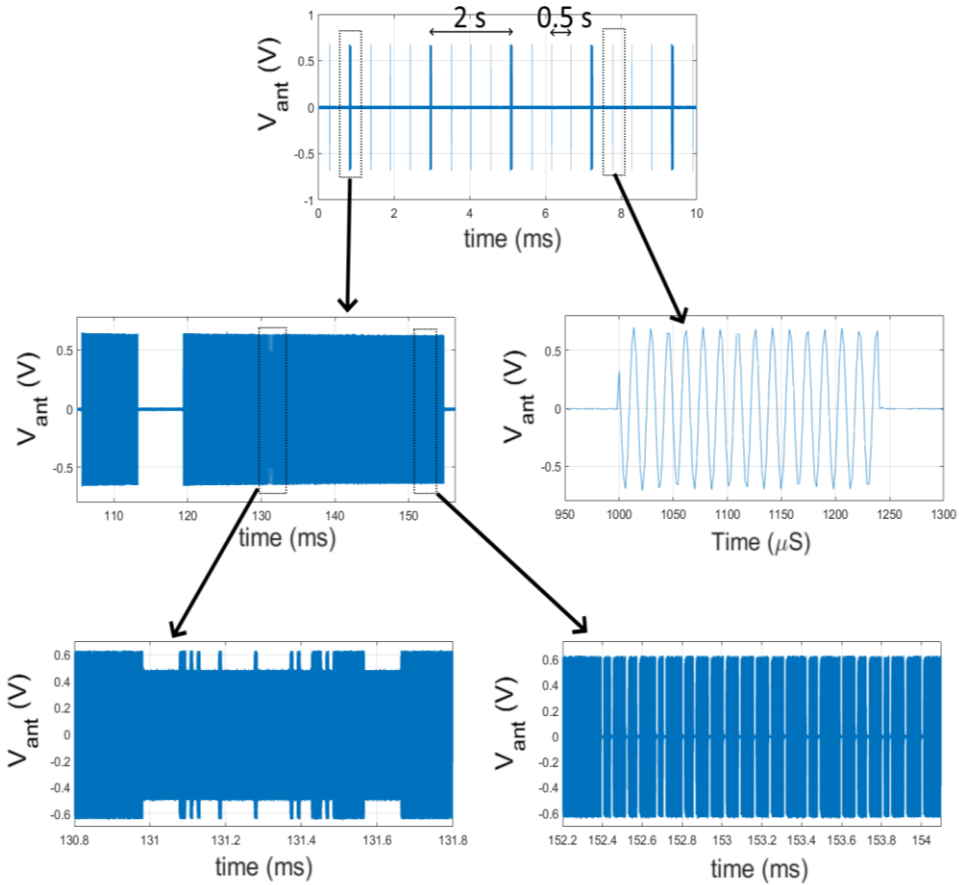 2 s 0.5 s
V_ant (V)
1
0.5
0
-0.5
-1
0 2 4 6 8 10
time (ms)
V_ant (V)
0.5
0
-0.5
110 120 130 140 150
time (ms)
V_ant (V)
0.5
0
-0.5
950 1000 1050 1100 1150 1200 1250 1300
Time (μS)
V_ant (V)
0.6
0.4
0.2
0
-0.2
-0.4
-0.6
130.8 131 131.2 131.4 131.6 131.8
time (ms)
V_ant (V)
0.6
0.4
0.2
0
-0.2
-0.4
-0.6
152.2 152.4 152.6 152.8 153 153.2 153.4 153.6 153.8 154
time (ms)